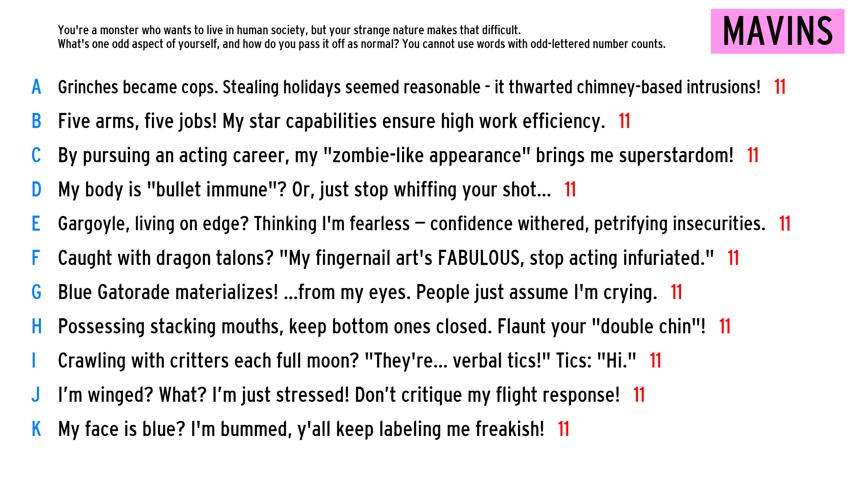 You're a monster who wants to live in human society, but your strange nature makes that difficult.
What's one odd aspect of yourself, and how do you pass it off as normal? You cannot use words with odd-lettered number counts.
MAVINS
A Grinches became cops. Stealing holidays seemed reasonable - it thwarted chimney-based intrusions! 11
B Five arms, five jobs! My star capabilities ensure high work efficiency. 11
C By pursuing an acting career, my "zombie-like appearance" brings me superstardom! 11
D My body is "bullet immune"? Or, just stop whiffing your shot... 11
E Gargoyle, living on edge? Thinking I'm fearless – confidence withered, petrifying insecurities. 11
F Caught with dragon talons? "My fingernail art's FABULOUS, stop acting infuriated." 11
G Blue Gatorade materializes! ...from my eyes. People just assume I'm crying. 11
H Possessing stacking mouths, keep bottom ones closed. Flaunt your "double chin"! 11
I Crawling with critters each full moon? "They're... verbal tics!" Tics: "Hi." 11
J I’m winged? What? I’m just stressed! Don’t critique my flight response! 11
K My face is blue? I'm bummed, y'all keep labeling me freakish! 11